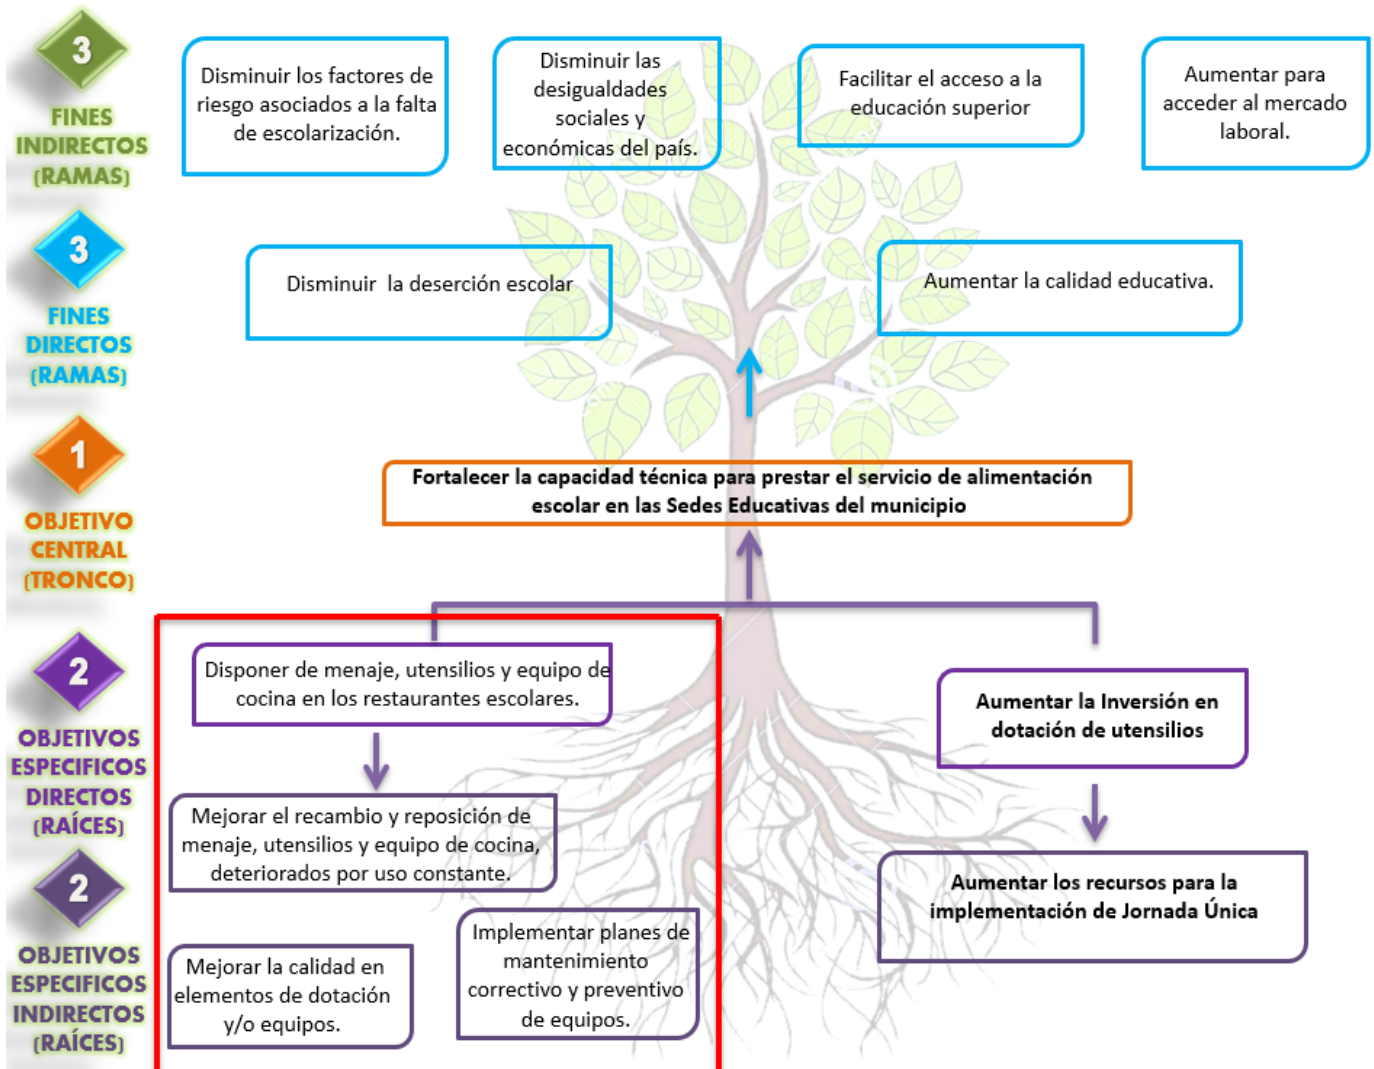 3
FINES
INDIRECTOS
(RAMAS)
Disminuir los factores de
riesgo asociados a la falta
de escolarización.
Disminuir las
desigualdades
sociales y
económicas del país.
Facilitar el acceso a la
educación superior
Aumentar para
acceder al mercado
laboral.
3
FINES
DIRECTOS
(RAMAS)
Disminuir  la deserción escolar
Aumentar la calidad educativa.
1
OBJETIVO
CENTRAL
(TRONCO)
Fortalecer la capacidad técnica para prestar el servicio de alimentación
escolar en las Sedes Educativas del municipio
2
OBJETIVOS
ESPECIFICOS
DIRECTOS
(RAÍCES)
Disponer de menaje, utensilios y equipo de
cocina en los restaurantes escolares.
Aumentar la Inversión en
dotación de utensilios
2
OBJETIVOS
ESPECIFICOS
INDIRECTOS
(RAÍCES)
Mejorar el recambio y reposición de
menaje, utensilios y equipo de cocina,
deteriorados por uso constante.
Aumentar los recursos para la
implementación de Jornada Única
Mejorar la calidad en
elementos de dotación
y/o equipos.
Implementar planes de
mantenimiento
correctivo y preventivo
de equipos.